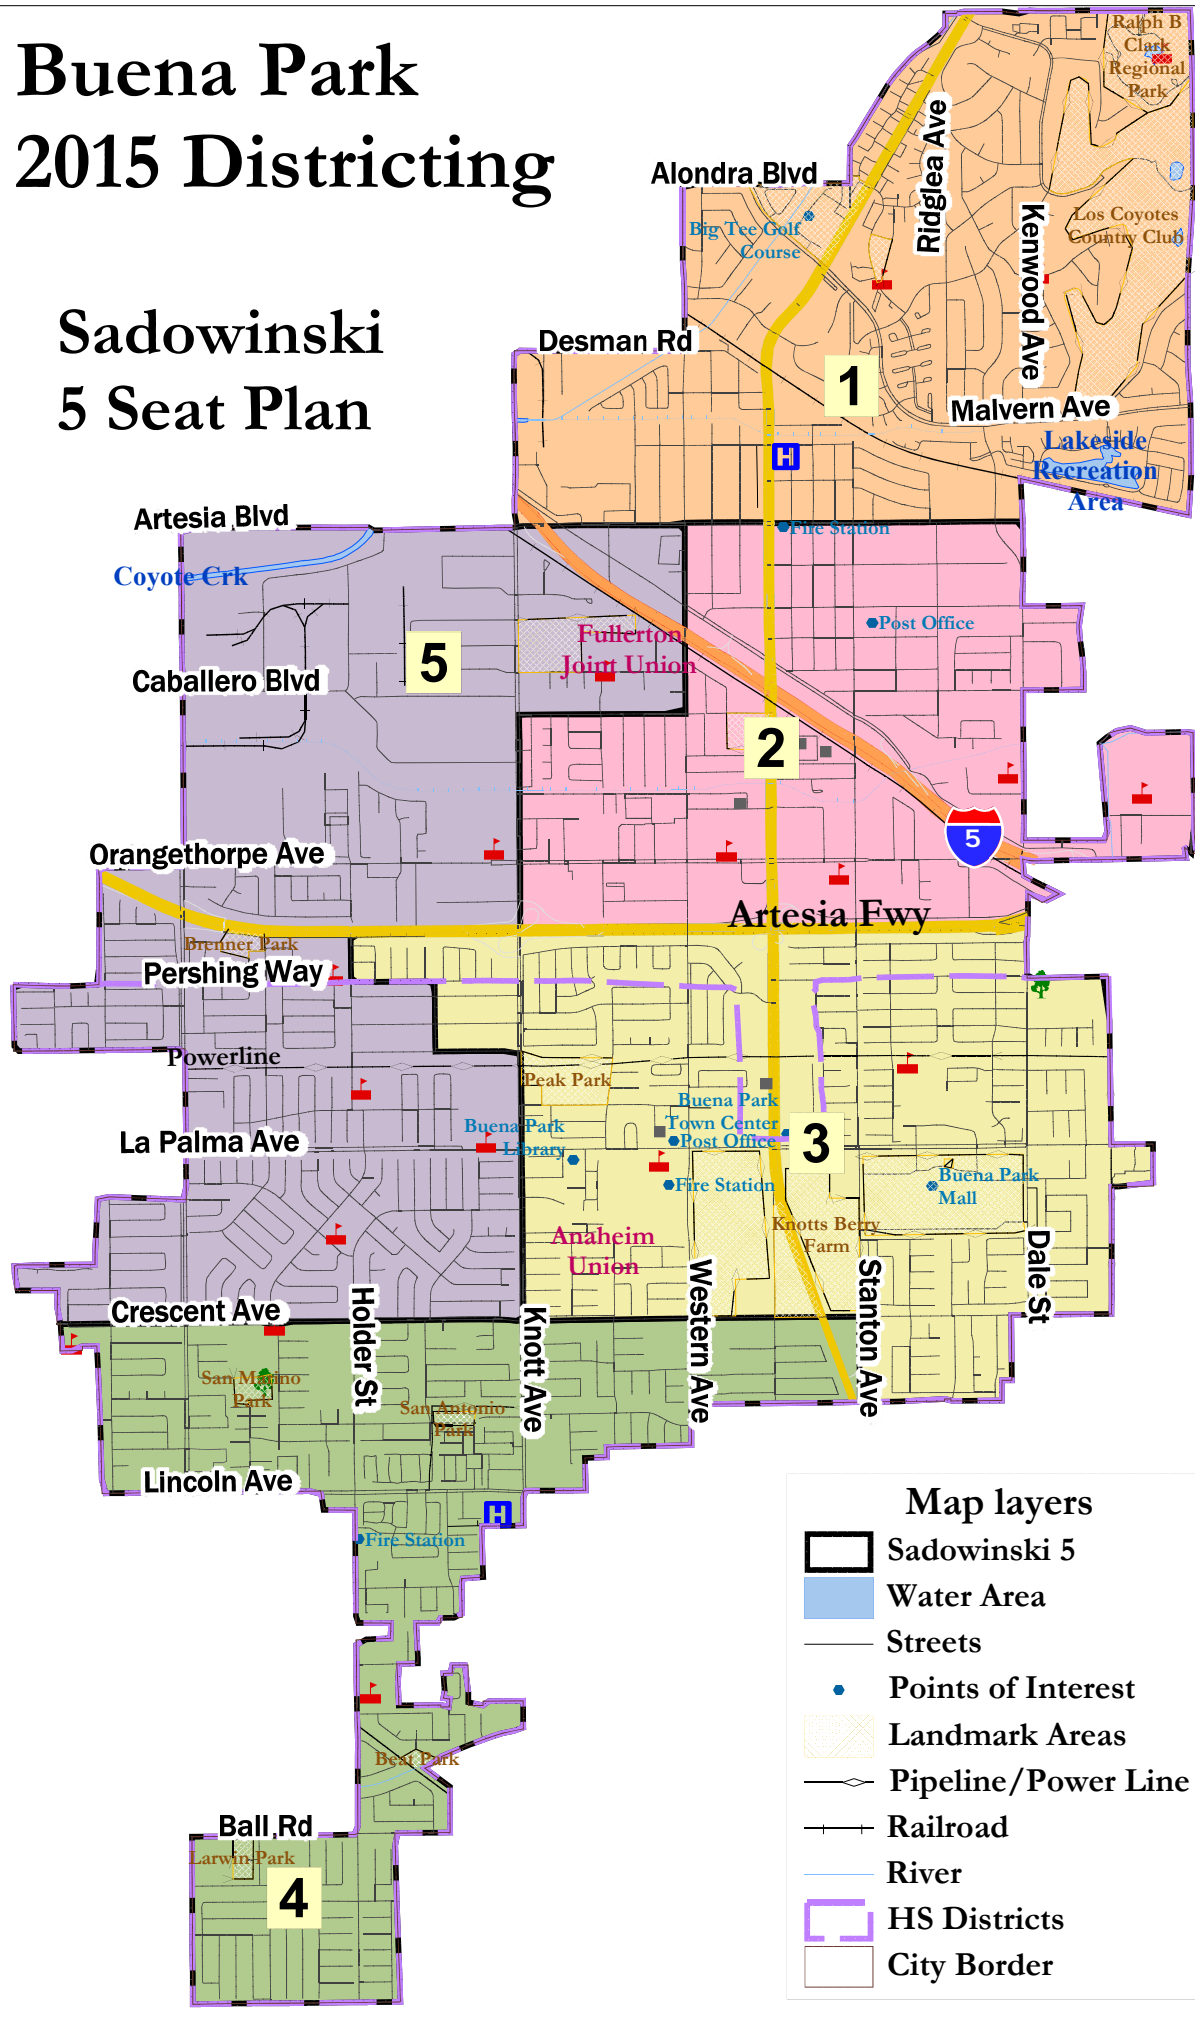 Buena Park
2015 Districting
Sadowinski
5 Seat Plan
Ralph B
Clark
Regional
Park
Alondra Blvd
Ridglea Ave
Big Tee Golf
Course
Kenwood Ave
Los Coyotes
Country Club
Desman Rd
1
Malvern Ave
Lakeside
Recreation
Area
H
Artesia Blvd
Fire Station
Coyote Crk
Post Office
Fullerton
Joint Union
5
Caballero Blvd
2
5
Orangethorpe Ave
Artesia Fwy
Brenner Park
Pershing Way
Powerline
Peak Park
Buena Park
Town Center
Post Office
Buena Park
Library
La Palma Ave
3
Fire Station
Buena Park
Mall
Knotts Berry
Farm
Anaheim
Union
Western Ave
Stanton Ave
Dale St
Crescent Ave
Holder St
Knott Ave
San Marino
Park
San Antonio
Park
Lincoln Ave
H
Fire Station
Beat Park
Ball Rd
Larwin Park
4
Map layers
Sadowinski 5
Water Area
Streets
Points of Interest
Landmark Areas
Pipeline/Power Line
Railroad
River
HS Districts
City Border